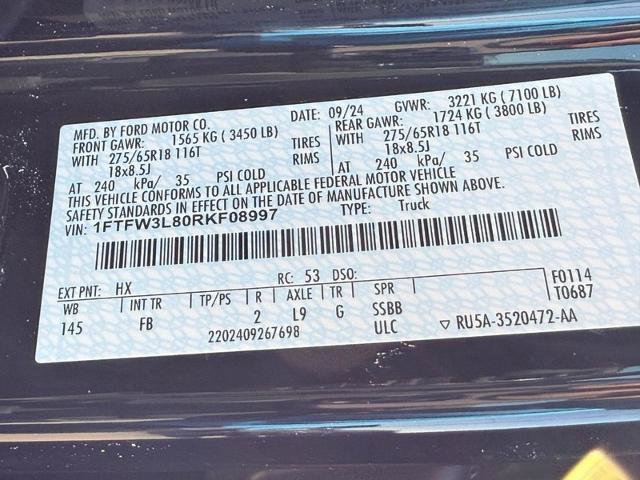 MFD. BY FORD MOTOR CO. DATE: 09/24 GVWR: 3221 KG ( 7100 LB)
FRONT GAWR: 1565 KG ( 3450 LB) REAR GAWR: 1724 KG ( 3800 LB)
WITH 275/65R18 116T TIRES WITH 275/65R18 116T TIRES
18x8.5J RIMS 18x8.5J RIMS
AT 240 kPa/ 35 PSI COLD AT 240 kPa/ 35 PSI COLD
THIS VEHICLE CONFORMS TO ALL APPLICABLE FEDERAL MOTOR VEHICLE
SAFETY STANDARDS IN EFFECT ON THE DATE OF MANUFACTURE SHOWN ABOVE.
VIN: 1FTFW3L80RKF08997 TYPE: Truck
EXT PNT: HX RC: 53 DSO: F0114
WB INT TR TP/PS R AXLE TR SPR T0687
145 FB 2 L9 G SSBB
2202409267698 ULC ▽ RU5A-3520472-AA